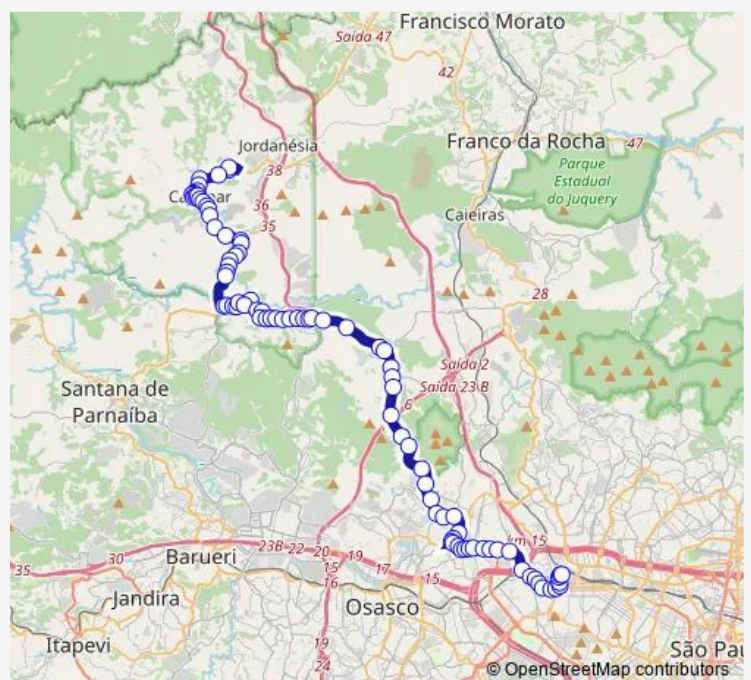 Francisco Morato
Saída 47
42
Jordanésia
Franco da Rocha
47
Parque
Estadual
do Juquery
38
36
Caieiras
35
28
Saída 2
Saída 23 B
Santana de
Parnaíba
6
km 15
23B 22 20 19
Barueri
30
35
15
17
15
16
Jandira
Osasco
Itapevi
19
24
São Pau
© OpenStreetMap contributors